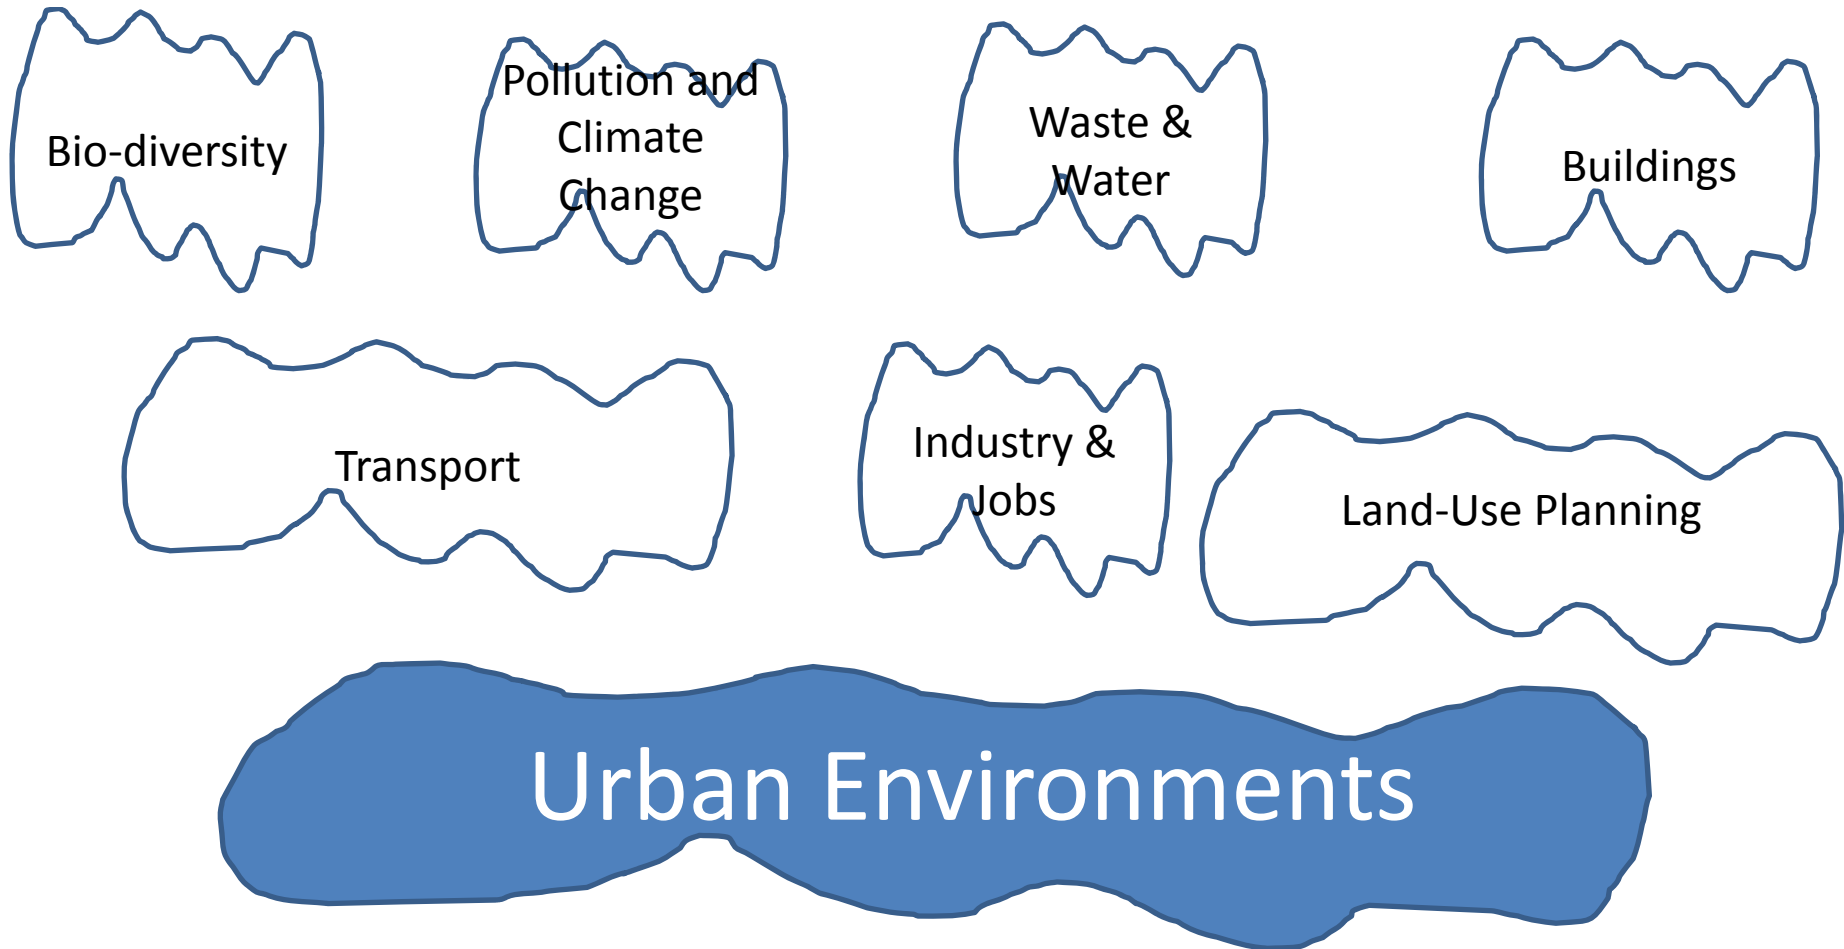 Bio-diversity
Pollution and
Climate
Change
Waste &
Water
Buildings
Transport
Industry &
Jobs
Land-Use Planning
Urban Environments